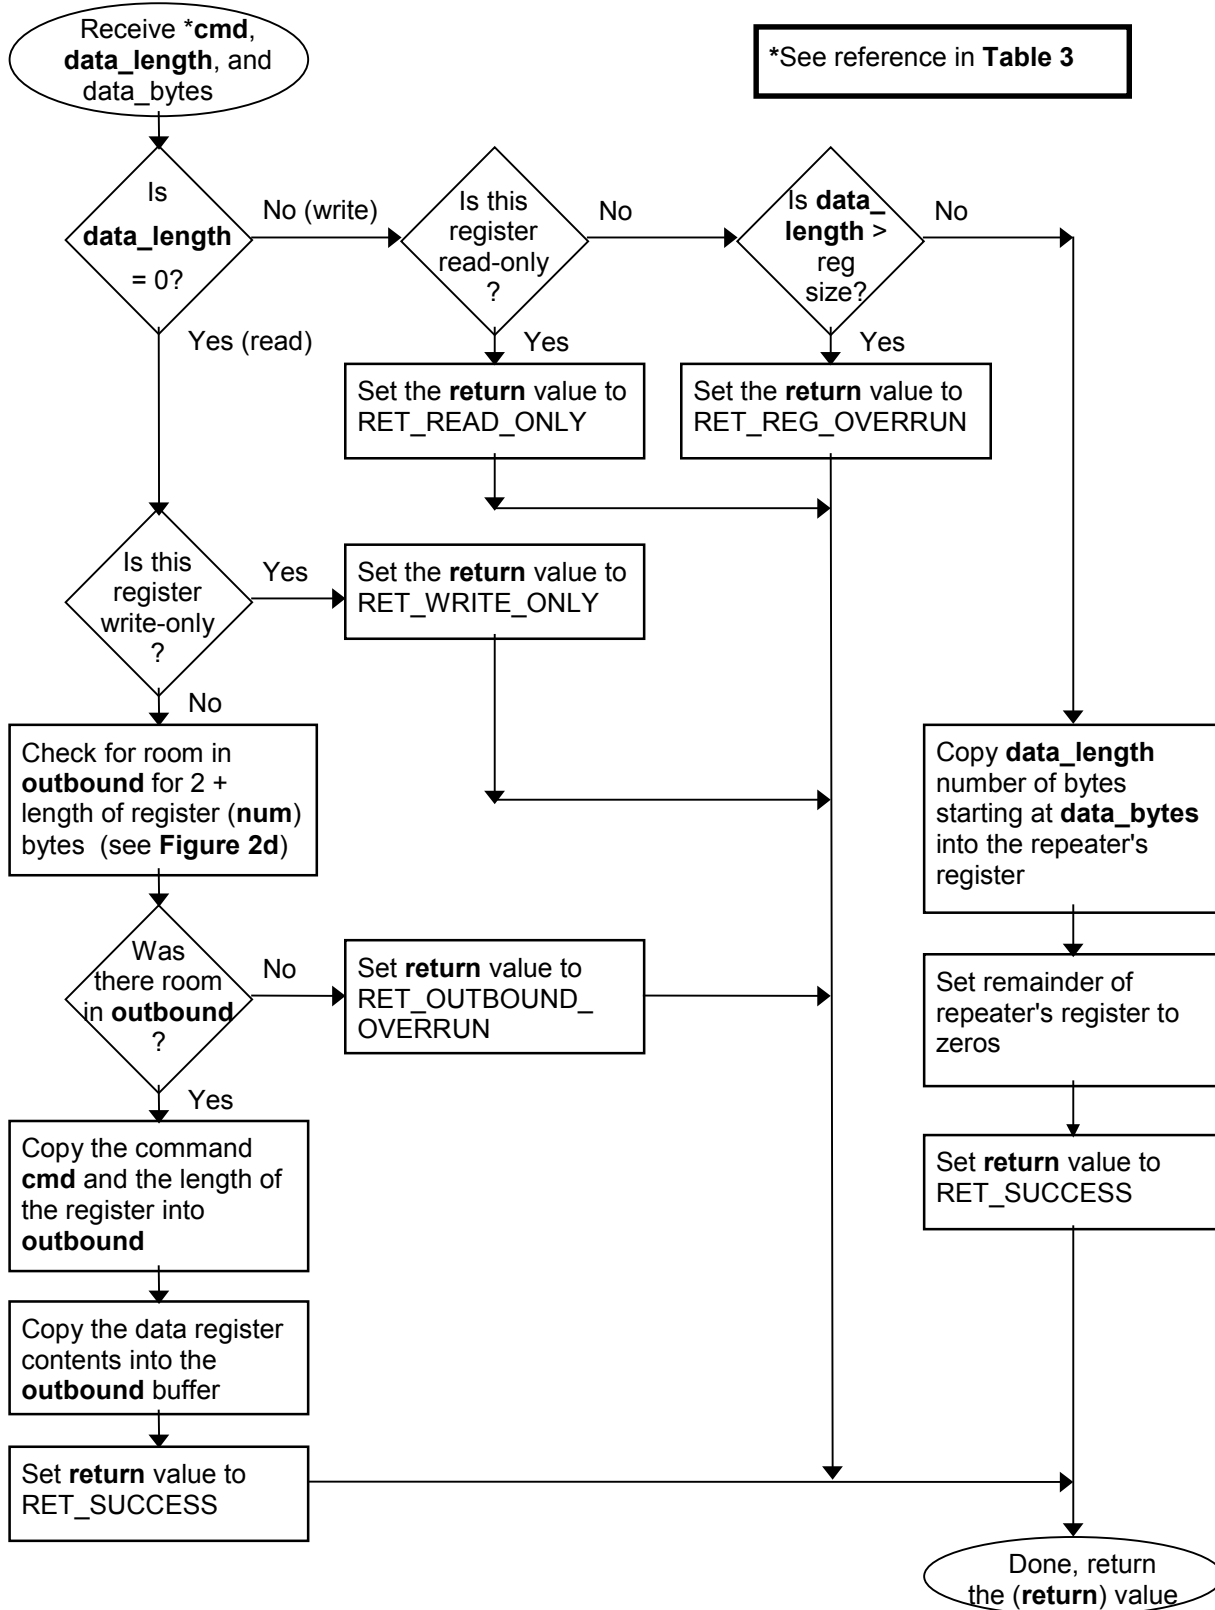 Receive *cmd,
data_length, and
data_bytes
*See reference in Table 3
Is
data_length
= 0?
No (write)
Is this
register
read-only
?
No
Is data_
length >
reg
size?
No
Yes (read)
Yes
Yes
Set the return value to
RET_READ_ONLY
Set the return value to
RET_REG_OVERRUN
Is this
register
write-only
?
Yes
Set the return value to
RET_WRITE_ONLY
No
Check for room in
outbound for 2 +
length of register (num)
bytes (see Figure 2d)
Copy data_length
number of bytes
starting at data_bytes
into the repeater's
register
Was
there room
in outbound
?
No
Set return value to
RET_OUTBOUND_
OVERRUN
Set remainder of
repeater's register to
zeros
Yes
Copy the command
cmd and the length of
the register into
outbound
Set return value to
RET_SUCCESS
Copy the data register
contents into the
outbound buffer
Set return value to
RET_SUCCESS
Done, return
the (return) value